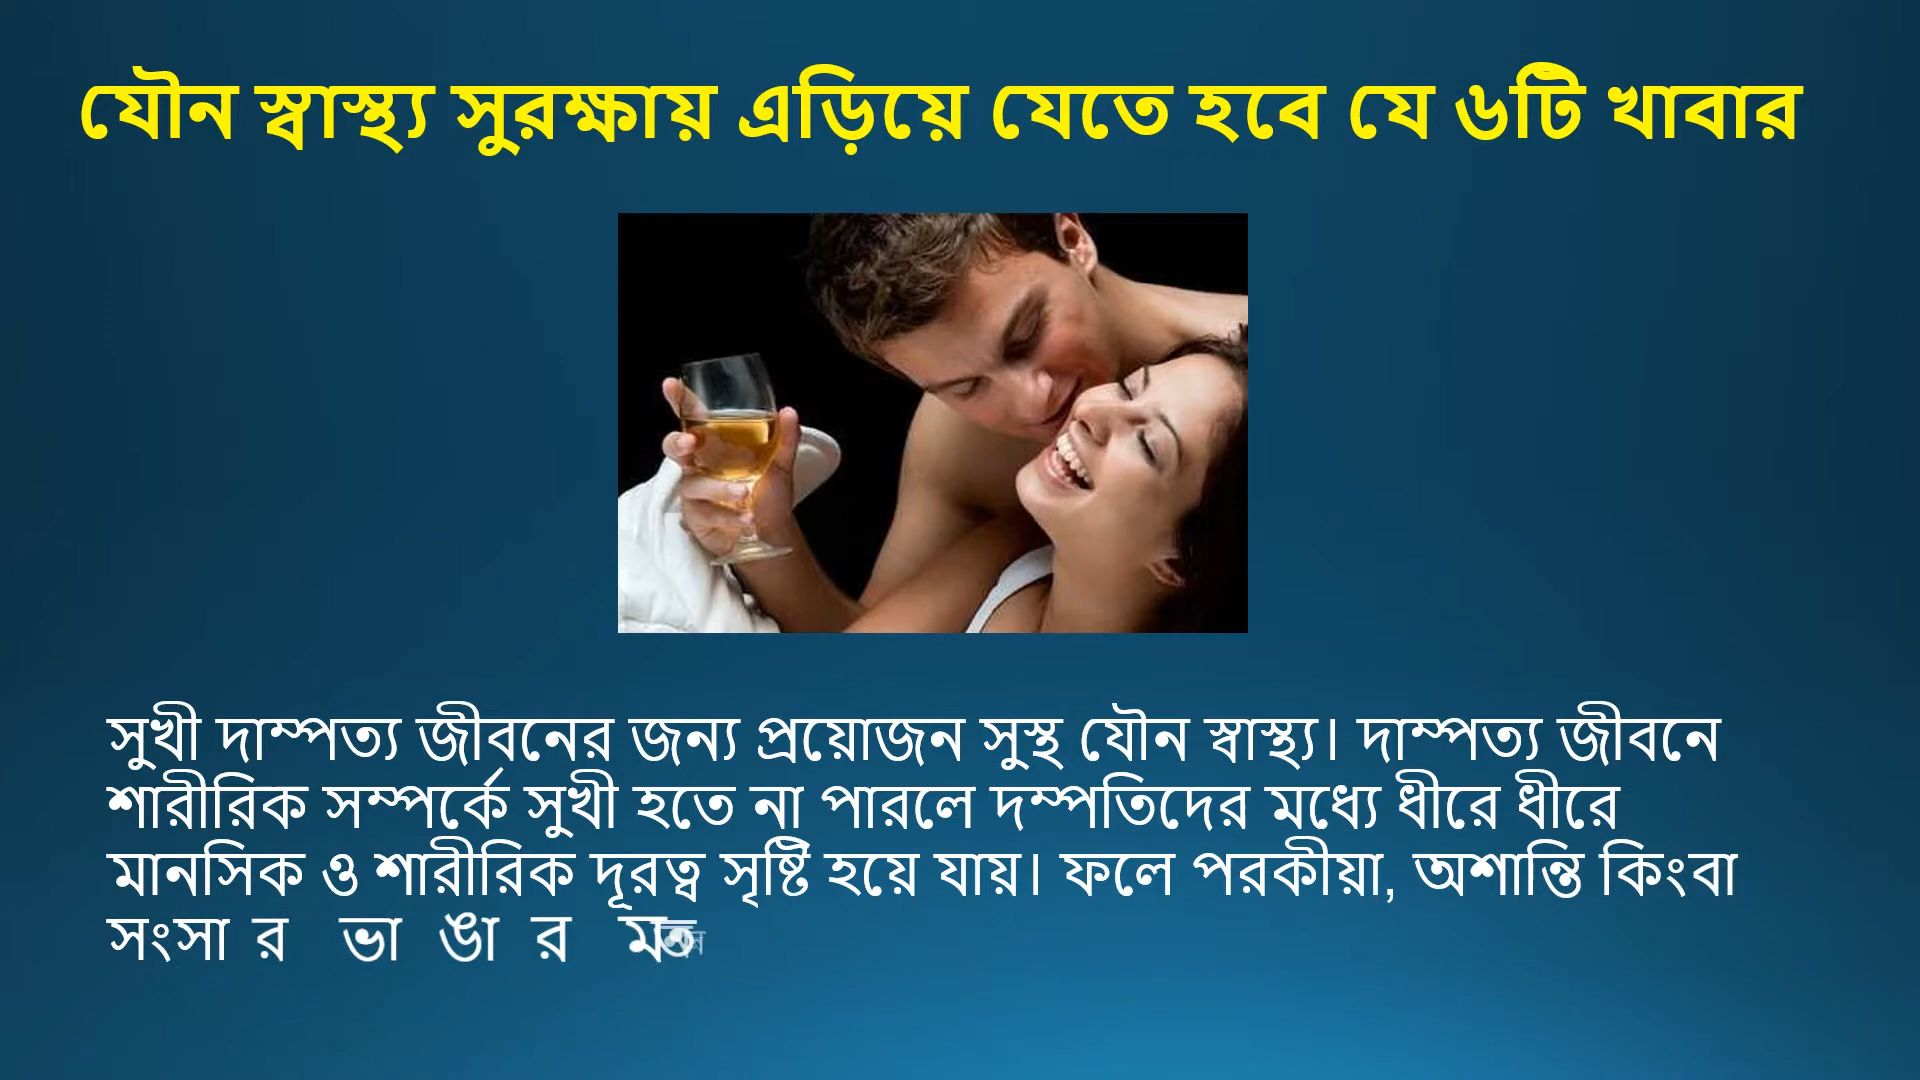 যৌন স্বাস্থ্য সুরক্ষায় এড়িয়ে যেতে হবে যে ৬টি খাবার
সুখী দাম্পত্য জীবনের জন্য প্রয়োজন সুস্থ যৌন স্বাস্থ্য। দাম্পত্য জীবনে
শারীরিক সম্পর্কে সুখী হতে না পারলে দম্পতিদের মধ্যে ধীরে ধীরে
মানসিক ও শারীরিক দূরত্ব সৃষ্টি হয়ে যায়। ফলে পরকীয়া, অশান্তি কিংবা
সংসার ভাঙার